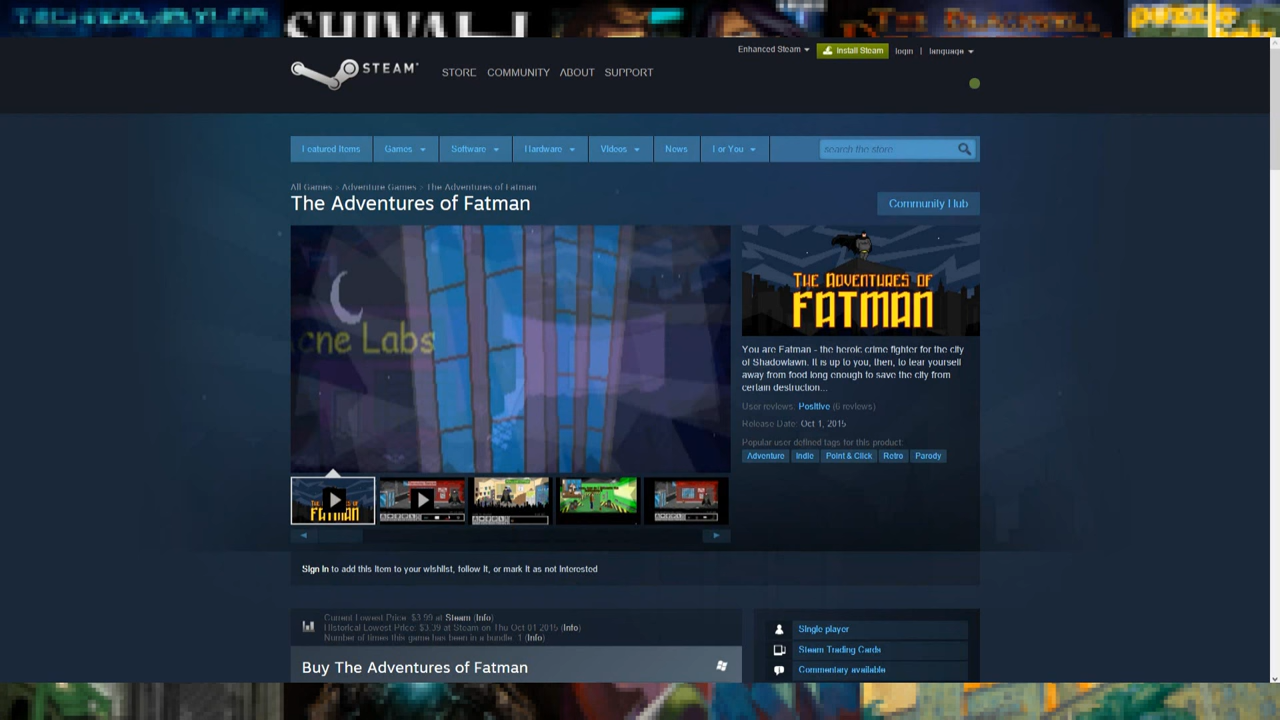 SHIVAH
THE BLACKWELL
Enhanced Steam
Install Steam
login | language
STEAM
STORE COMMUNITY ABOUT SUPPORT
Featured Items Games Software Hardware Videos News For You search the store
All Games > Adventure Games > The Adventures of Fatman
The Adventures of Fatman
Community Hub
cne Labs
THE ADVENTURES OF
FATMAN
You are Fatman - the heroic crime fighter for the city
of Shadowlawn. It is up to you, then, to tear yourself
away from food long enough to save the city from
certain destruction...
User reviews: Positive (6 reviews)
Release Date: Oct 1, 2015
Popular user defined tags for this product:
Adventure Indie Point & Click Retro Parody
Sign in to add this item to your wishlist, follow it, or mark it as not interested
Current Lowest Price: $3.99 at Steam (Info)
Historical Lowest Price: $3.39 at Steam on Thu Oct 01 2015 (Info)
Number of times this game has been in a bundle: 1 (Info)
Buy The Adventures of Fatman
Single player
Steam Trading Cards
Commentary available